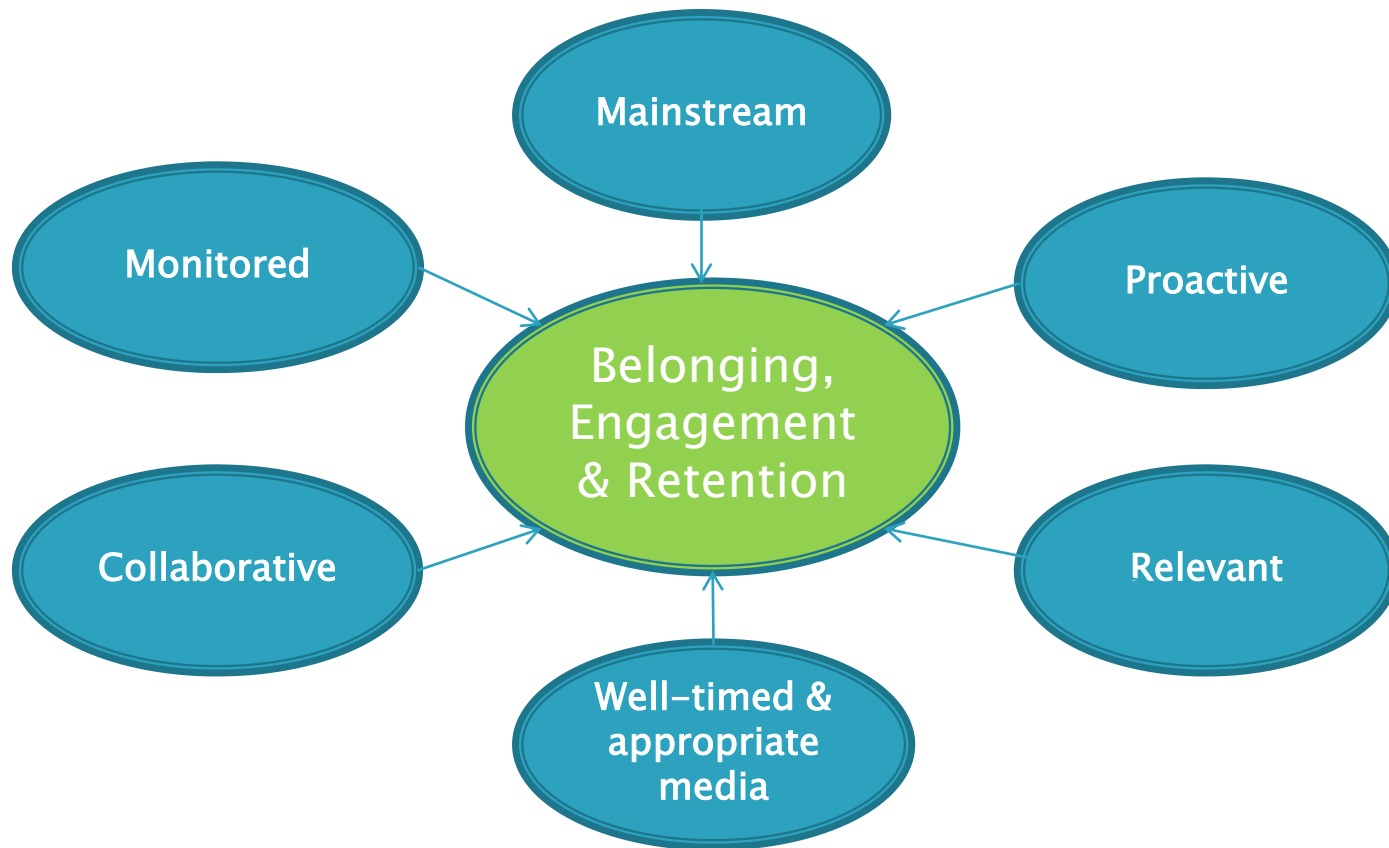 Mainstream
Monitored
Proactive
Belonging,
Engagement
& Retention
Collaborative
Relevant
Well-timed &
appropriate
media